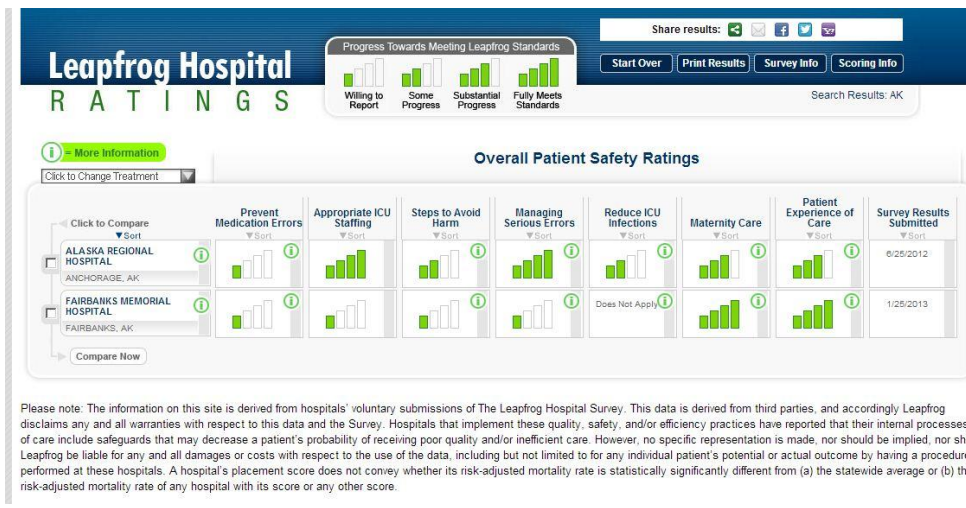 Share results:
Leapfrog Hospital
RATINGS
Progress Towards Meeting Leapfrog Standards
Willing to Report
Some Progress
Substantial Progress
Fully Meets Standards
Start Over
Print Results
Survey Info
Scoring Info
Search Results: AK
i = More Information
Click to Change Treatment
Overall Patient Safety Ratings
Click to Compare
▼Sort
Prevent Medication Errors
▼Sort
Appropriate ICU Staffing
▼Sort
Steps to Avoid Harm
▼Sort
Managing Serious Errors
▼Sort
Reduce ICU Infections
▼Sort
Maternity Care
▼Sort
Patient Experience of Care
▼Sort
Survey Results Submitted
▼Sort
ALASKA REGIONAL HOSPITAL
ANCHORAGE, AK
6/25/2012
FAIRBANKS MEMORIAL HOSPITAL
FAIRBANKS, AK
Does Not Apply
1/25/2013
Compare Now
Please note: The information on this site is derived from hospitals' voluntary submissions of The Leapfrog Hospital Survey. This data is derived from third parties, and accordingly Leapfrog
disclaims any and all warranties with respect to this data and the Survey. Hospitals that implement these quality, safety, and/or efficiency practices have reported that their internal processes
of care include safeguards that may decrease a patient's probability of receiving poor quality and/or inefficient care. However, no specific representation is made, nor should be implied, nor sh
Leapfrog be liable for any and all damages or costs with respect to the use of the data, including but not limited to for any individual patient's potential or actual outcome by having a procedure
performed at these hospitals. A hospital's placement score does not convey whether its risk-adjusted mortality rate is statistically significantly different from (a) the statewide average or (b) th
risk-adjusted mortality rate of any hospital with its score or any other score.